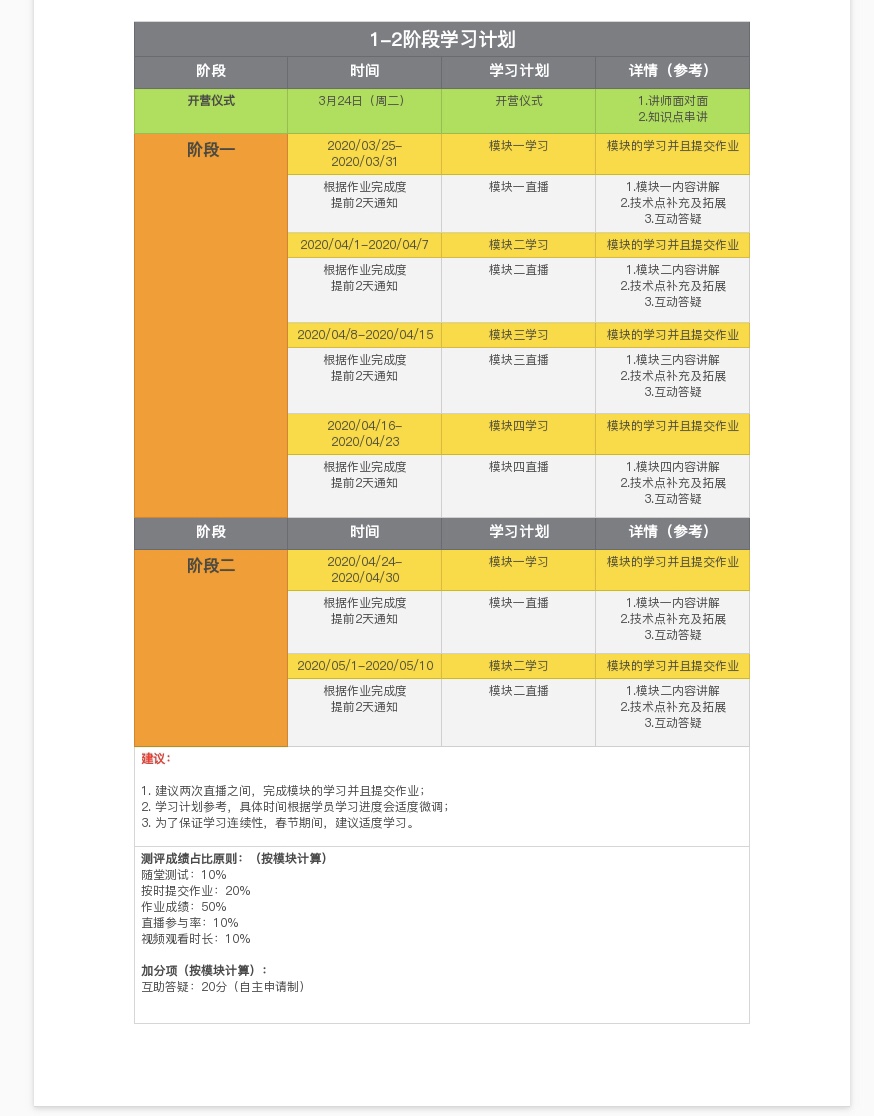 1-2阶段学习计划
阶段 时间 学习计划 详情（参考）
开营仪式 3月24日（周二） 开营仪式 1.讲师面对面
2.知识点串讲
阶段一 2020/03/25-
2020/03/31 模块一学习 模块的学习并且提交作业
根据作业完成度 模块一直播 1.模块一内容讲解
提前2天通知 2.技术点补充及拓展
3.互动答疑
2020/04/1-2020/04/7 模块二学习 模块的学习并且提交作业
根据作业完成度 模块二直播 1.模块二内容讲解
提前2天通知 2.技术点补充及拓展
3.互动答疑
2020/04/8-2020/04/15 模块三学习 模块的学习并且提交作业
根据作业完成度 模块三直播 1.模块三内容讲解
提前2天通知 2.技术点补充及拓展
3.互动答疑
2020/04/16-
2020/04/23 模块四学习 模块的学习并且提交作业
根据作业完成度 模块四直播 1.模块四内容讲解
提前2天通知 2.技术点补充及拓展
3.互动答疑
阶段 时间 学习计划 详情（参考）
阶段二 2020/04/24-
2020/04/30 模块一学习 模块的学习并且提交作业
根据作业完成度 模块一直播 1.模块一内容讲解
提前2天通知 2.技术点补充及拓展
3.互动答疑
2020/05/1-2020/05/10 模块二学习 模块的学习并且提交作业
根据作业完成度 模块二直播 1.模块二内容讲解
提前2天通知 2.技术点补充及拓展
3.互动答疑
建议：
1. 建议两次直播之间，完成模块的学习并且提交作业；
2. 学习计划参考，具体时间根据学员学习进度会适度微调；
3. 为了保证学习连续性，春节期间，建议适度学习。
测评成绩占比原则：（按模块计算）
随堂测试：10%
按时提交作业：20%
作业成绩：50%
直播参与率：10%
视频观看时长：10%
加分项（按模块计算）：
互助答疑：20分（自主申请制）